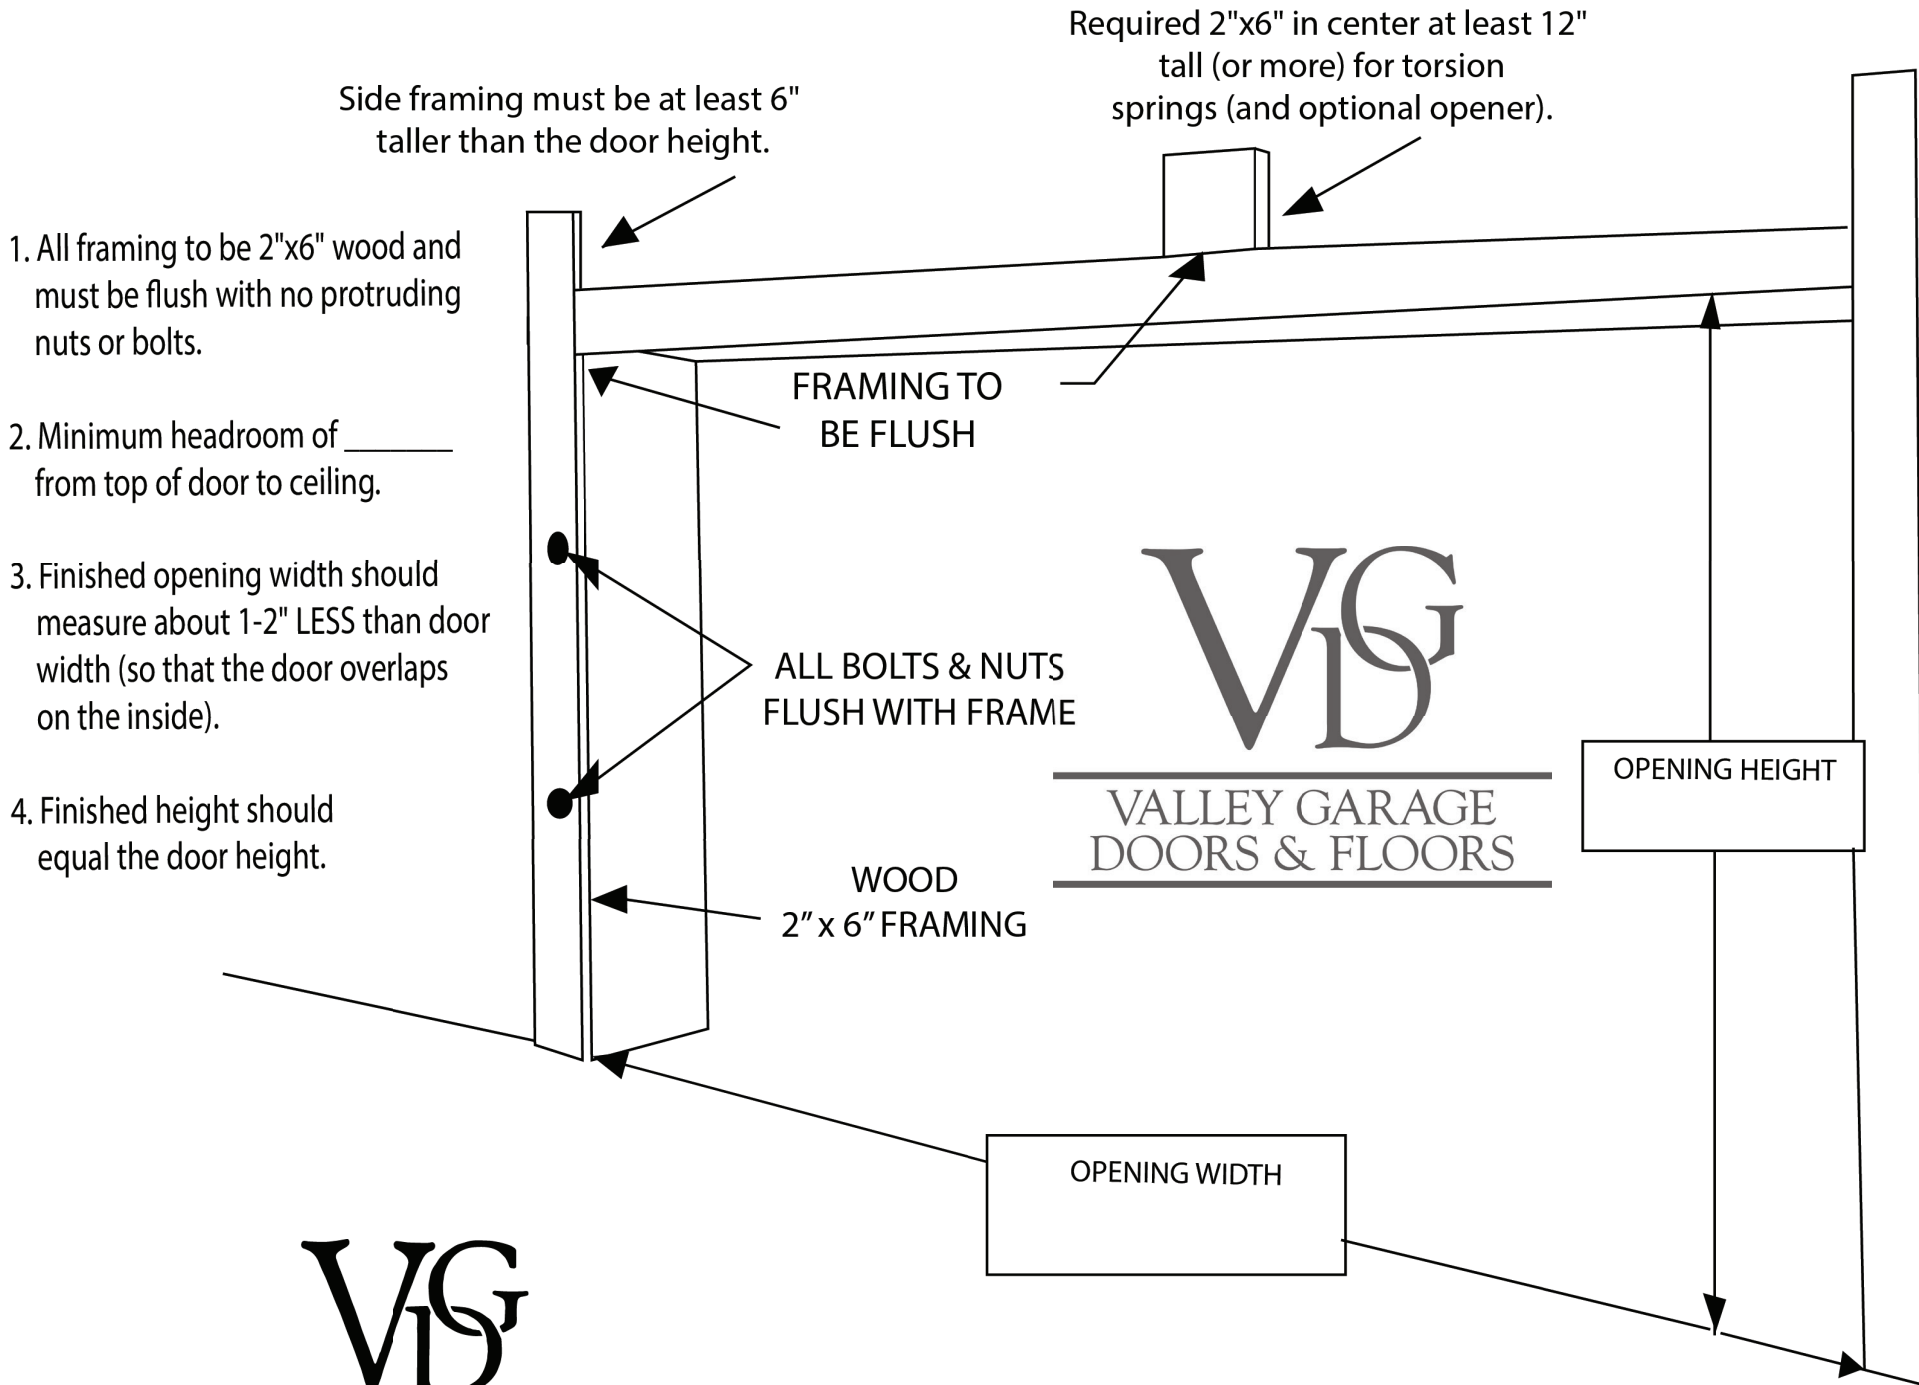 Required 2"x6" in center at least 12"
tall (or more) for torsion
springs (and optional opener).
Side framing must be at least 6"
taller than the door height.
1. All framing to be 2"x6" wood and
must be flush with no protruding
nuts or bolts.
2. Minimum headroom of _______
from top of door to ceiling.
3. Finished opening width should
measure about 1-2" LESS than door
width (so that the door overlaps
on the inside).
4. Finished height should
equal the door height.
FRAMING TO
BE FLUSH
ALL BOLTS & NUTS
FLUSH WITH FRAME
WOOD
2” x 6” FRAMING
VDG
VALLEY GARAGE
DOORS & FLOORS
OPENING HEIGHT
OPENING WIDTH
VDG